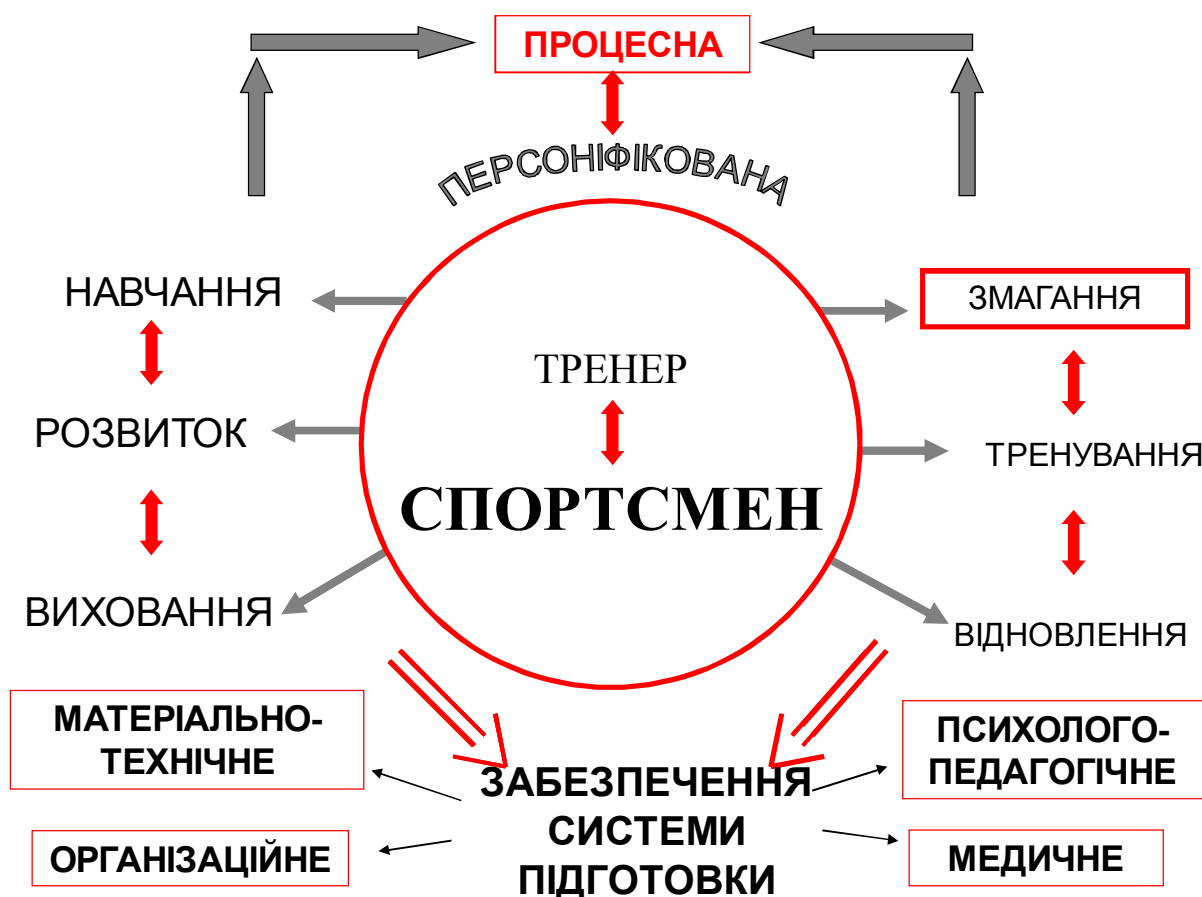 ПРОЦЕСНА
ПЕРСОНІФІКОВАНА
НАВЧАННЯ
ЗМАГАННЯ
ТРЕНЕР
РОЗВИТОК
ТРЕНУВАННЯ
СПОРТСМЕН
ВИХОВАННЯ
ВІДНОВЛЕННЯ
МАТЕРІАЛЬНО-
ТЕХНІЧНЕ
ПСИХОЛОГО-
ПЕДАГОГІЧНЕ
ЗАБЕЗПЕЧЕННЯ
СИСТЕМИ
ПІДГОТОВКИ
ОРГАНІЗАЦІЙНЕ
МЕДИЧНЕ